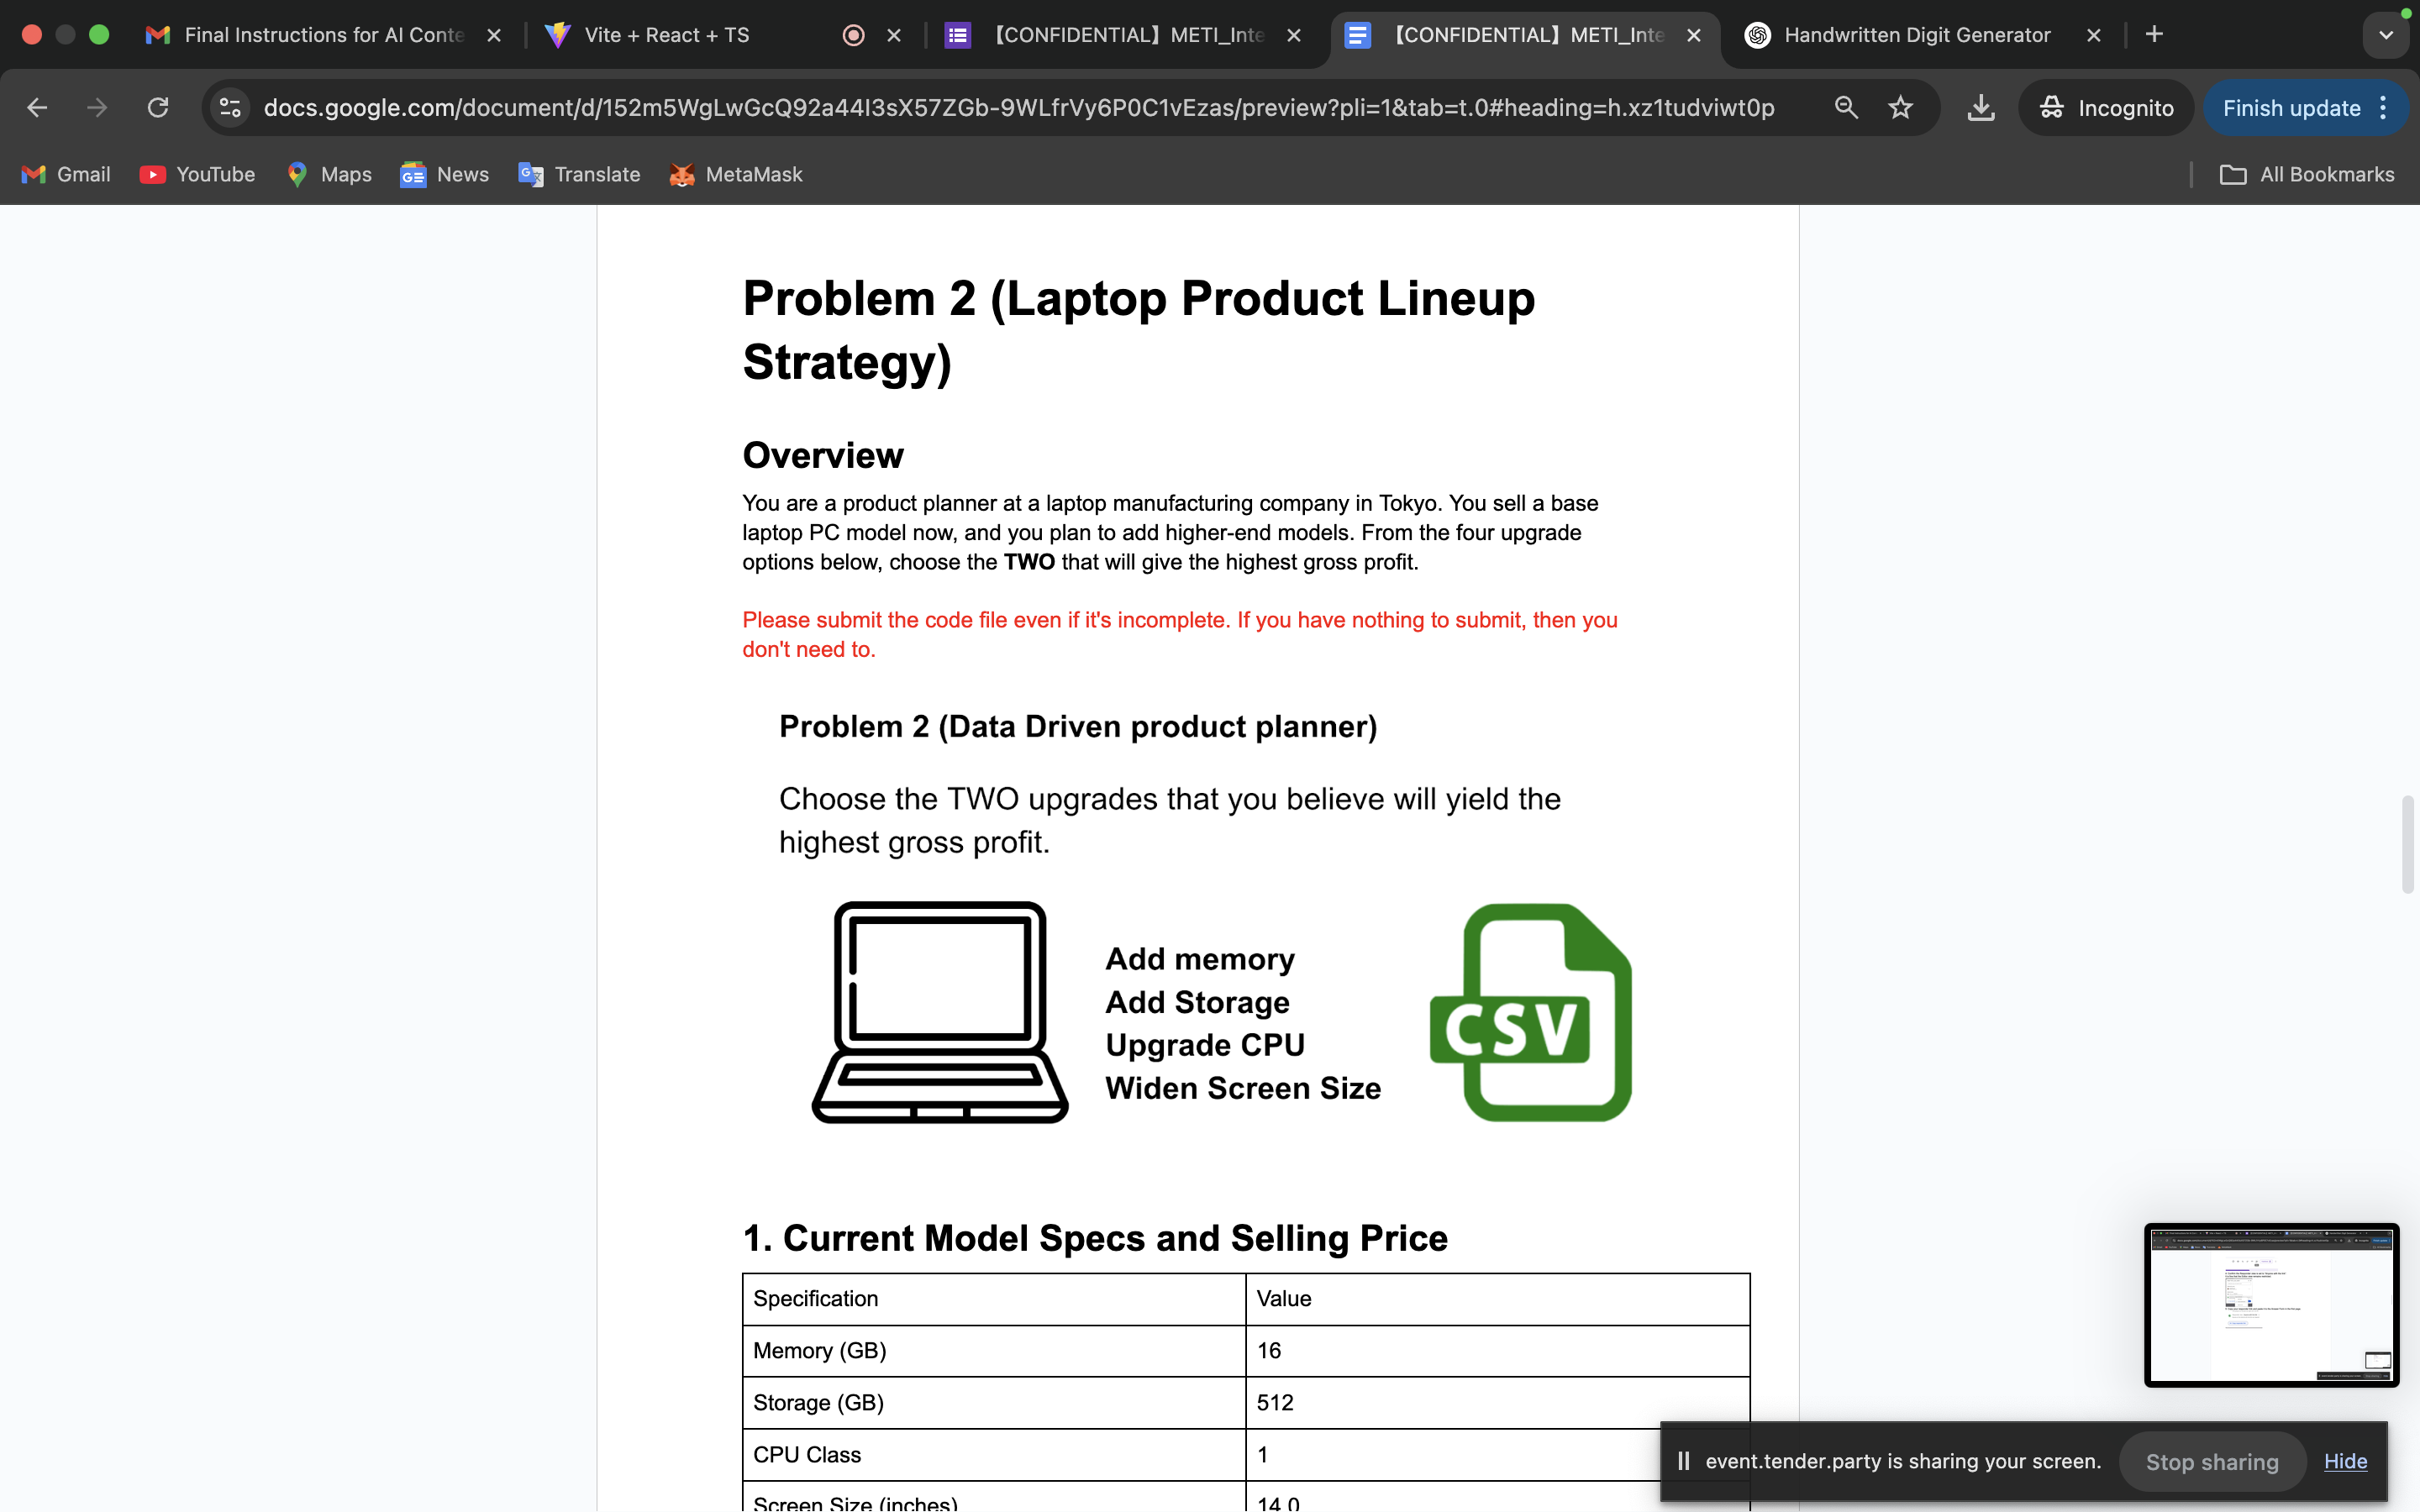 Final Instructions for AI Conte
Vite + React + TS
【CONFIDENTIAL】METI_Inte
【CONFIDENTIAL】METI_Inte
Handwritten Digit Generator
docs.google.com/document/d/152m5WgLwGcQ92a44I3sX57ZGb-9WLfrVy6P0C1vEzas/preview?pli=1&tab=t.0#heading=h.xz1tudviwt0p
Incognito
Finish update
Gmail
YouTube
Maps
News
Translate
MetaMask
All Bookmarks
Problem 2 (Laptop Product Lineup
Strategy)
Overview
You are a product planner at a laptop manufacturing company in Tokyo. You sell a base
laptop PC model now, and you plan to add higher-end models. From the four upgrade
options below, choose the TWO that will give the highest gross profit.
Please submit the code file even if it's incomplete. If you have nothing to submit, then you
don't need to.
Problem 2 (Data Driven product planner)
Choose the TWO upgrades that you believe will yield the
highest gross profit.
Add memory
Add Storage
Upgrade CPU
Widen Screen Size
CSV
1. Current Model Specs and Selling Price
Specification Value
Memory (GB) 16
Storage (GB) 512
CPU Class 1
Screen Size (inches) 14.0
event.tender.party is sharing your screen.
Stop sharing
Hide